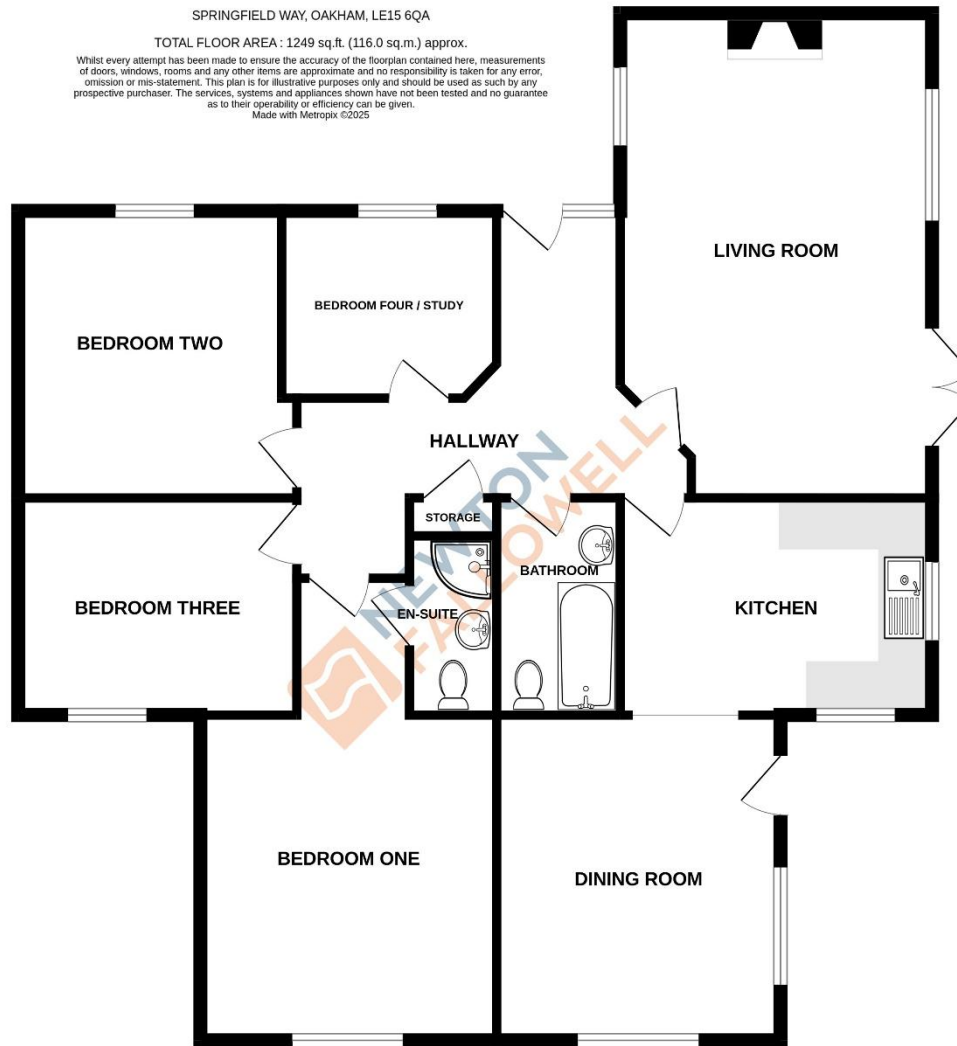 SPRINGFIELD WAY, OAKHAM, LE15 6QA
TOTAL FLOOR AREA : 1249 sq.ft. (116.0 sq.m.) approx.
Whilst every attempt has been made to ensure the accuracy of the floorplan contained here, measurements
of doors, windows, rooms and any other items are approximate and no responsibility is taken for any error,
omission or mis-statement. This plan is for illustrative purposes only and should be used as such by any
prospective purchaser. The services, systems and appliances shown have not been tested and no guarantee
as to their operability or efficiency can be given.
Made with Metropix ©2025
LIVING ROOM
BEDROOM FOUR / STUDY
BEDROOM TWO
HALLWAY
STORAGE
BATHROOM
BEDROOM THREE
EN-SUITE
KITCHEN
NEWTON
FALLOWELL
BEDROOM ONE
DINING ROOM